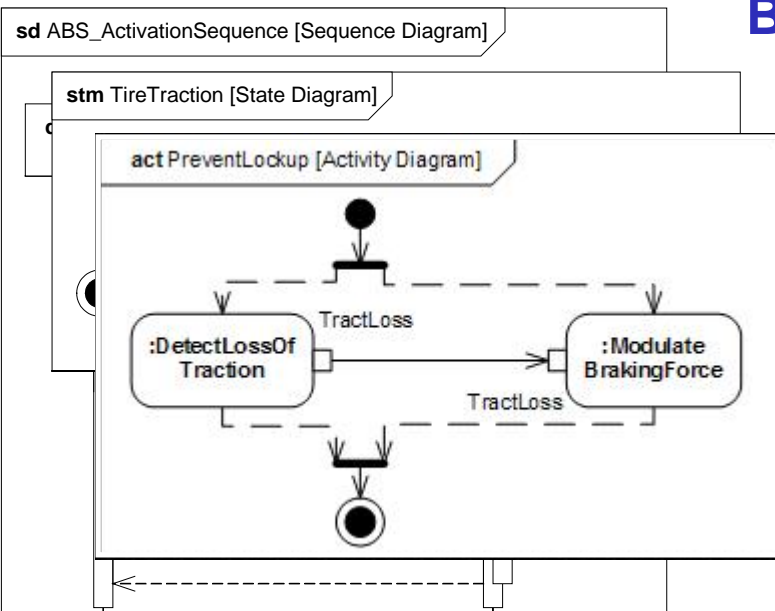 B
sd ABS_ActivationSequence [Sequence Diagram]
stm TireTraction [State Diagram]
act PreventLockup [Activity Diagram]
TractLoss
:DetectLossOf
Traction
:Modulate
BrakingForce
TractLoss